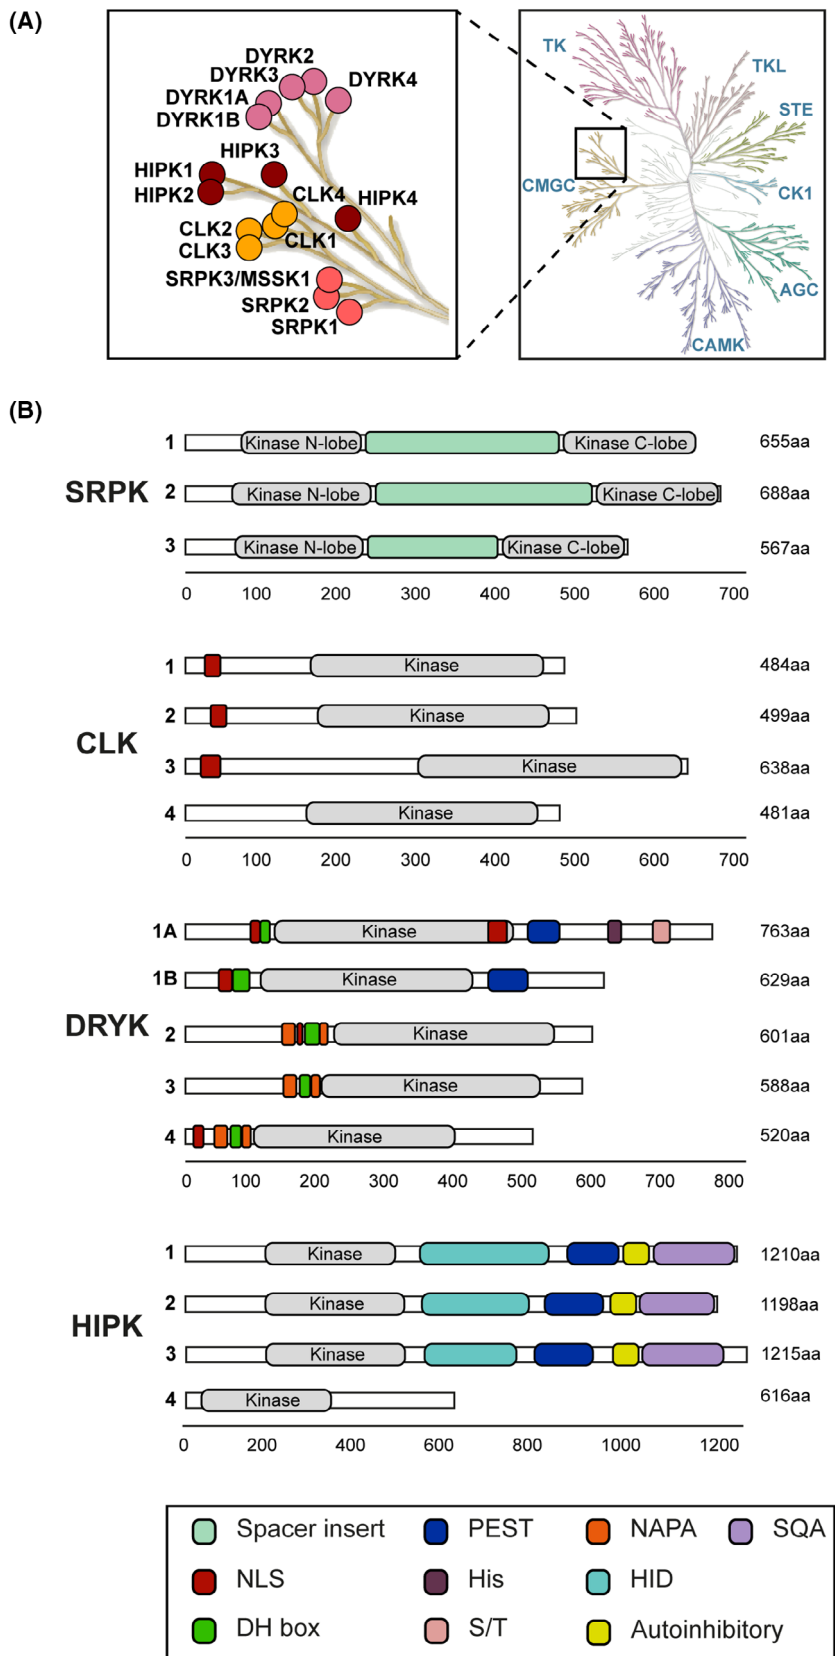 (A)
DYRK2
DYRK3
DYRK4
DYRK1A
DYRK1B
HIPK3
HIPK1
HIPK2
CLK4
HIPK4
CLK2
CLK1
CLK3
SRPK3/MSSK1
SRPK2
SRPK1
TK
TKL
STE
CMGC
CK1
AGC
CAMK
(B)
SRPK
1 Kinase N-lobe Kinase C-lobe 655aa
2 Kinase N-lobe Kinase C-lobe 688aa
3 Kinase N-lobe Kinase C-lobe 567aa
0 100 200 300 400 500 600 700
CLK
1 Kinase 484aa
2 Kinase 499aa
3 Kinase 638aa
4 Kinase 481aa
0 100 200 300 400 500 600 700
DRYK
1A Kinase 763aa
1B Kinase 629aa
2 Kinase 601aa
3 Kinase 588aa
4 Kinase 520aa
0 100 200 300 400 500 600 700 800
HIPK
1 Kinase 1210aa
2 Kinase 1198aa
3 Kinase 1215aa
4 Kinase 616aa
0 200 400 600 800 1000 1200
Spacer insert PEST NAPA SQA
NLS His HID
DH box S/T Autoinhibitory